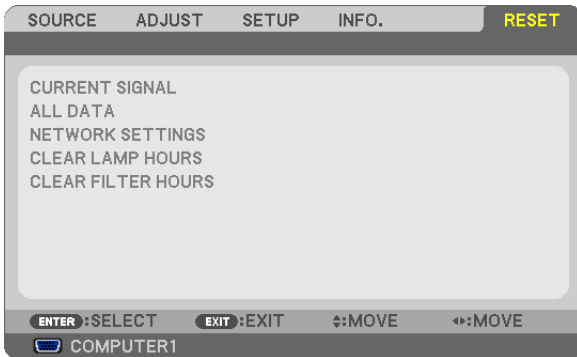 SOURCE ADJUST SETUP INFO. RESET
CURRENT SIGNAL
ALL DATA
NETWORK SETTINGS
CLEAR LAMP HOURS
CLEAR FILTER HOURS
ENTER :SELECT EXIT :EXIT :MOVE :MOVE
COMPUTER1